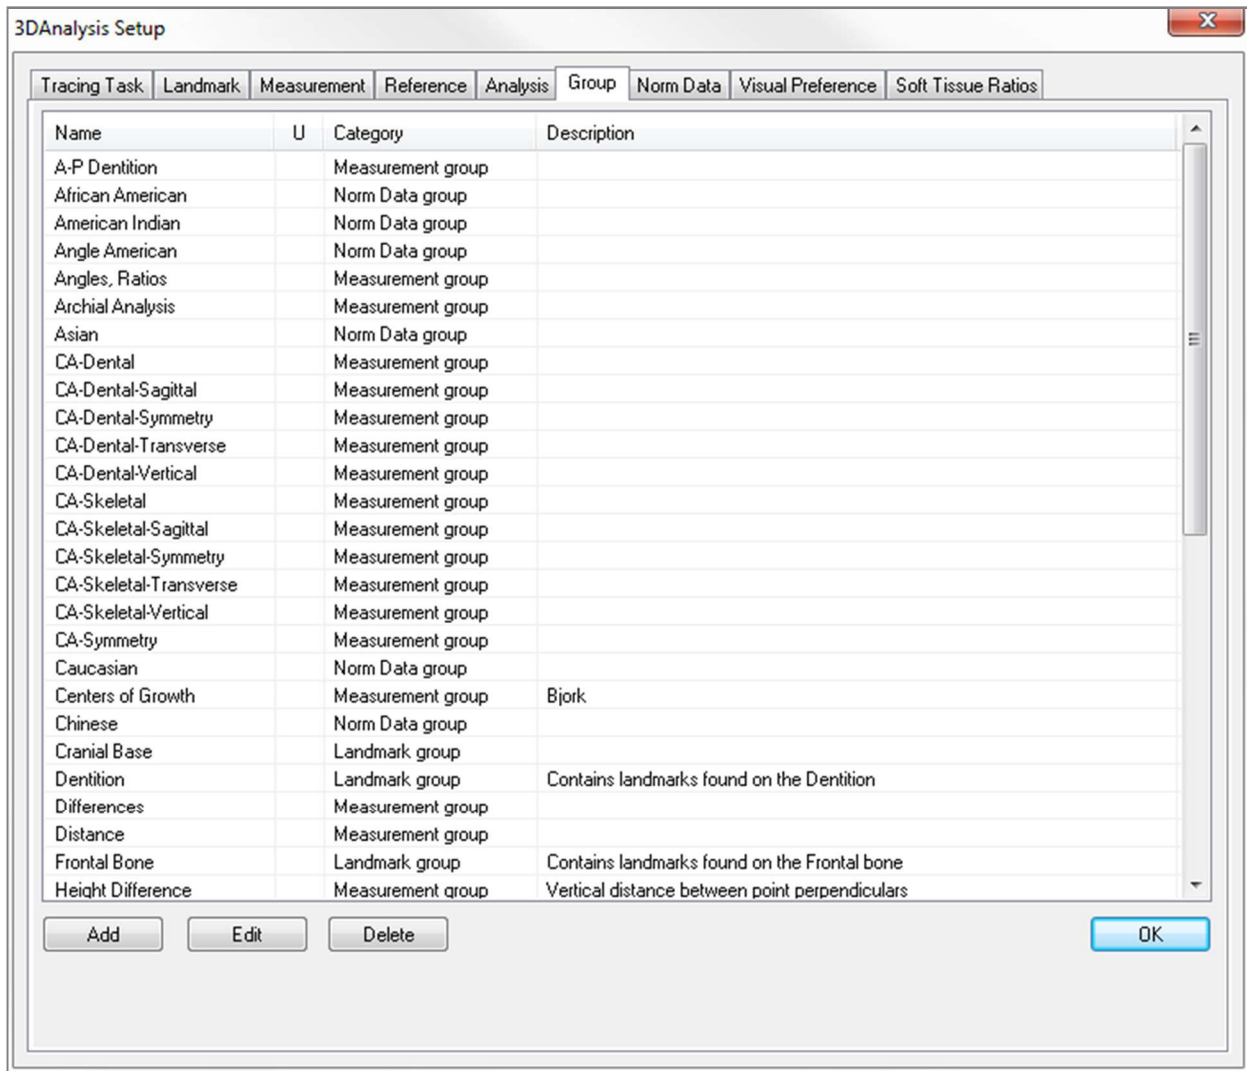 3DAnalysis Setup
x
Tracing Task Landmark Measurement Reference Analysis Group Norm Data Visual Preference Soft Tissue Ratios
Name U Category Description
A-P Dentition Measurement group
African American Norm Data group
American Indian Norm Data group
Angle American Norm Data group
Angles, Ratios Measurement group
Archial Analysis Measurement group
Asian Norm Data group
CA-Dental Measurement group
CA-Dental-Sagittal Measurement group
CA-Dental-Symmetry Measurement group
CA-Dental-Transverse Measurement group
CA-Dental-Vertical Measurement group
CA-Skeletal Measurement group
CA-Skeletal-Sagittal Measurement group
CA-Skeletal-Symmetry Measurement group
CA-Skeletal-Transverse Measurement group
CA-Skeletal-Vertical Measurement group
CA-Symmetry Measurement group
Caucasian Norm Data group
Centers of Growth Measurement group Bjork
Chinese Norm Data group
Cranial Base Landmark group
Dentition Landmark group Contains landmarks found on the Dentition
Differences Measurement group
Distance Measurement group
Frontal Bone Landmark group Contains landmarks found on the Frontal bone
Height Difference Measurement group Vertical distance between point perpendiculars
Add Edit Delete OK